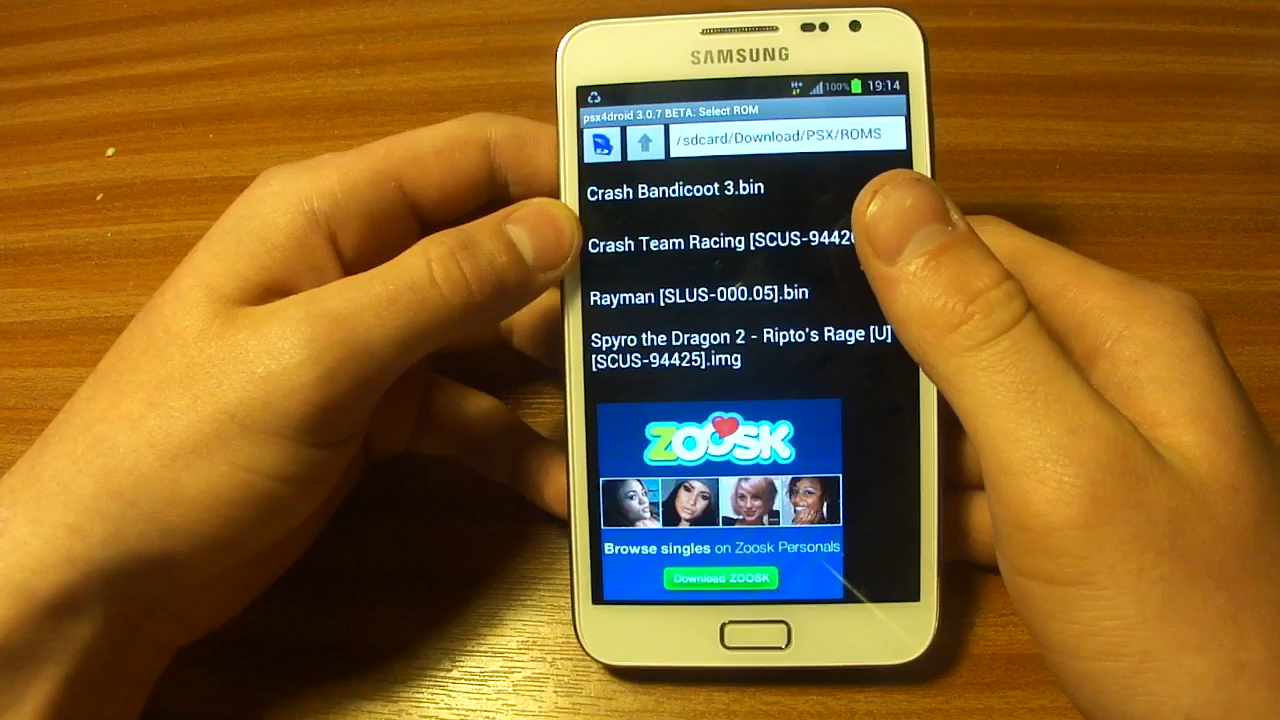 SAMSUNG
H+ 100% 19:14
psx4droid 3.0.7 BETA: Select ROM
/sdcard/Download/PSX/ROMS
Crash Bandicoot 3.bin
Crash Team Racing [SCUS-9442
Rayman [SLUS-000.05].bin
Spyro the Dragon 2 - Ripto's Rage [U]
[SCUS-94425].img
ZOOSK
Browse singles on Zoosk Personals
Download ZOOSK